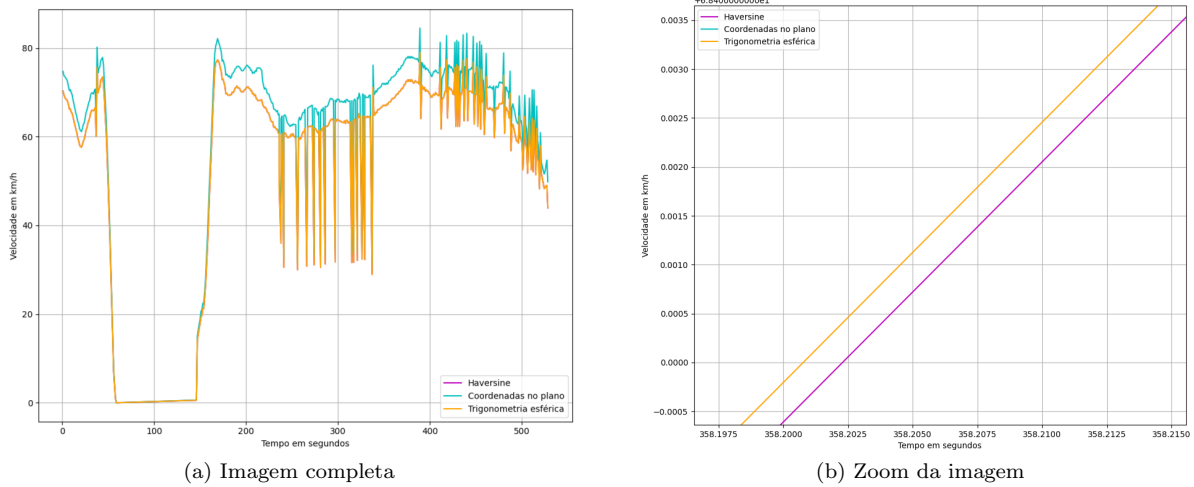 80
60
40
20
0
Velocidade em km/h
0 100 200 300 400 500
Tempo em segundos
Haversine
Coordenadas no plano
Trigonometria esférica
(a) Imagem completa
+6.8400000000e1
0.0035
0.0030
0.0025
0.0020
0.0015
0.0010
0.0005
0.0000
−0.0005
Velocidade em km/h
Haversine
Coordenadas no plano
Trigonometria esférica
358.1975 358.2000 358.2025 358.2050 358.2075 358.2100 358.2125 358.2150
Tempo em segundos
(b) Zoom da imagem